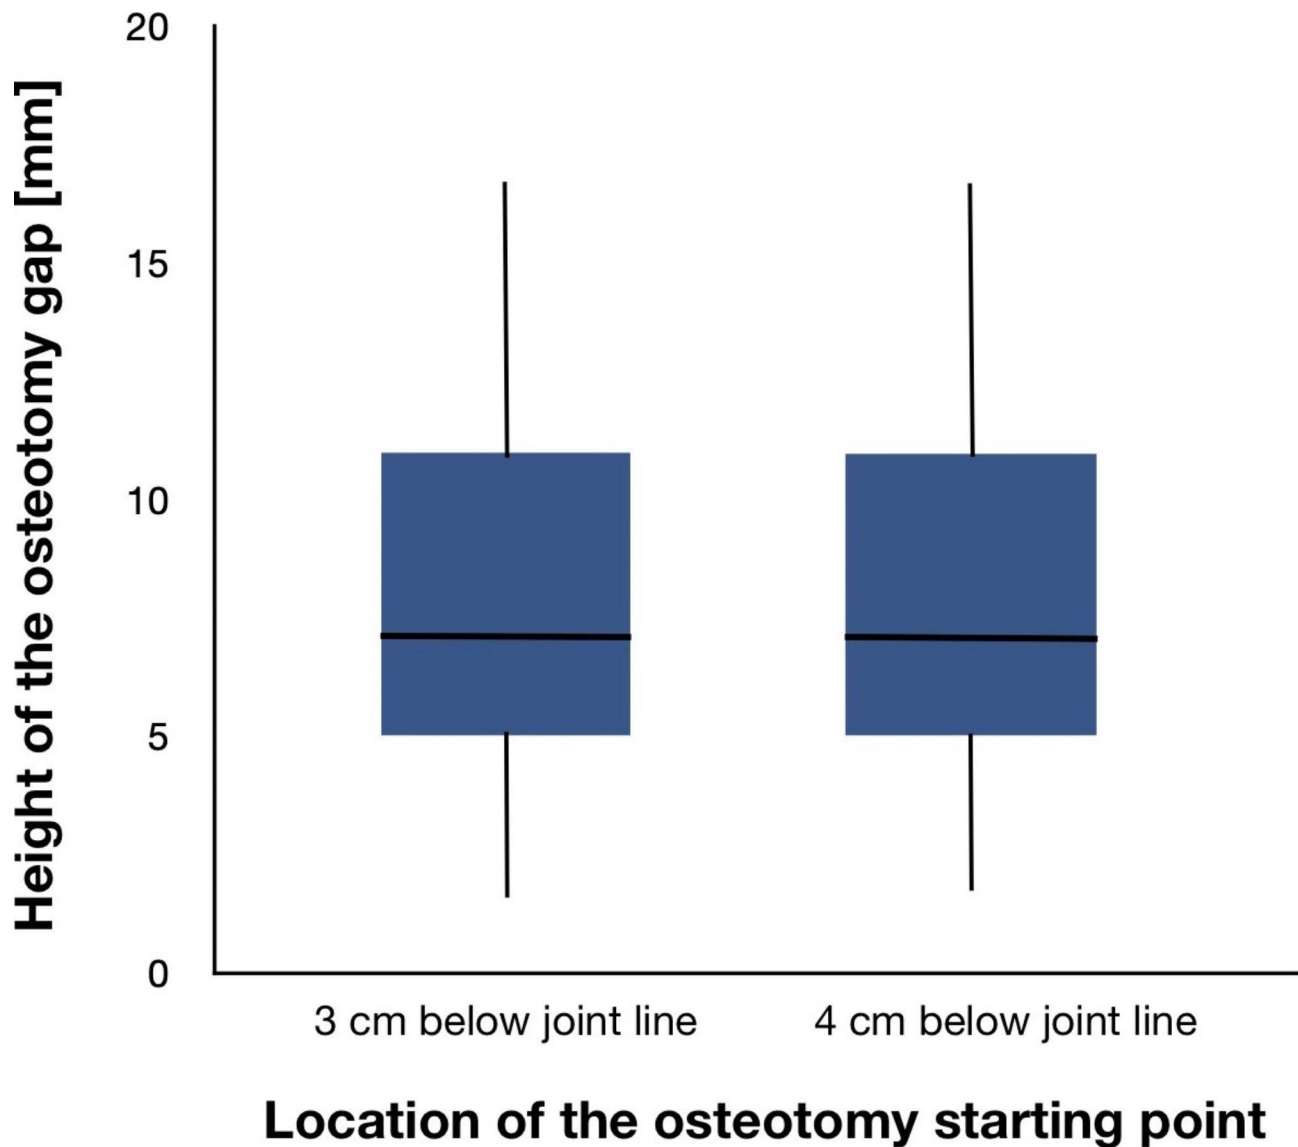 Height of the osteotomy gap [mm]
20
15
10
5
0
3 cm below joint line
4 cm below joint line
Location of the osteotomy starting point